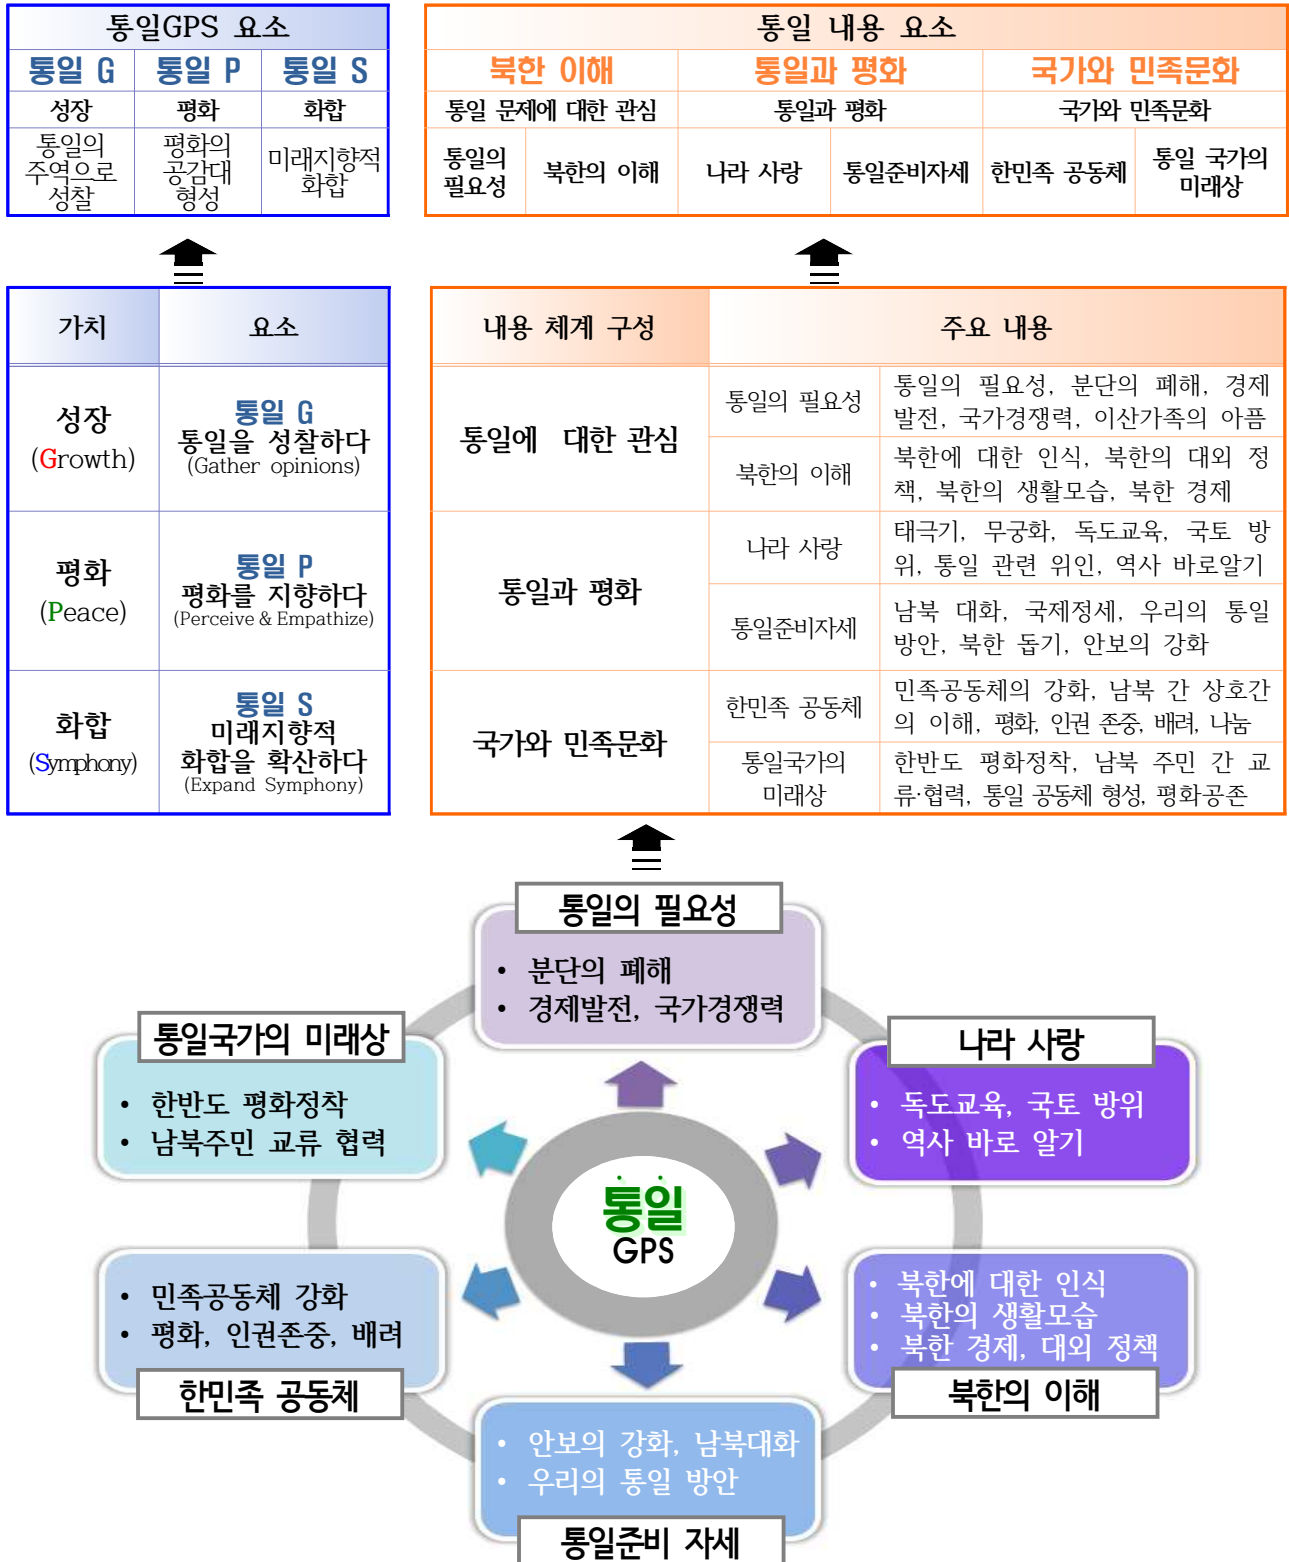 통일GPS 요소
통일 G 통일 P 통일 S
성장 평화 화합
통일의 주역으로 성찰
평화의 공감대 형성
미래지향적 화합
통일 내용 요소
북한 이해 통일과 평화 국가와 민족문화
통일 문제에 대한 관심 통일과 평화 국가와 민족문화
통일의 필요성
북한의 이해
나라 사랑
통일준비자세
한민족 공동체
통일 국가의 미래상
가치 요소
성장
(Growth)
통일 G
통일을 성찰하다
(Gather opinions)
평화
(Peace)
통일 P
평화를 지향하다
(Perceive & Empathize)
화합
(Symphony)
통일 S
미래지향적
화합을 확산하다
(Expand Symphony)
내용 체계 구성 주요 내용
통일에 대한 관심
통일의 필요성
통일의 필요성, 분단의 폐해, 경제
발전, 국가경쟁력, 이산가족의 아픔
북한의 이해
북한에 대한 인식, 북한의 대외 정
책, 북한의 생활모습, 북한 경제
통일과 평화
나라 사랑
태극기, 무궁화, 독도교육, 국토 방
위, 통일 관련 위인, 역사 바로알기
통일준비자세
남북 대화, 국제정세, 우리의 통일
방안, 북한 돕기, 안보의 강화
국가와 민족문화
한민족 공동체
민족공동체의 강화, 남북 간 상호간
의 이해, 평화, 인권 존중, 배려, 나눔
통일국가의
미래상
한반도 평화정착, 남북 주민 간 교
류·협력, 통일 공동체 형성, 평화공존
통일의 필요성
• 분단의 폐해
• 경제발전, 국가경쟁력
통일국가의 미래상
• 한반도 평화정착
• 남북주민 교류 협력
나라 사랑
• 독도교육, 국토 방위
• 역사 바로 알기
통일
GPS
• 민족공동체 강화
• 평화, 인권존중, 배려
한민족 공동체
• 북한에 대한 인식
• 북한의 생활모습
• 북한 경제, 대외 정책
북한의 이해
• 안보의 강화, 남북대화
• 우리의 통일 방안
통일준비 자세